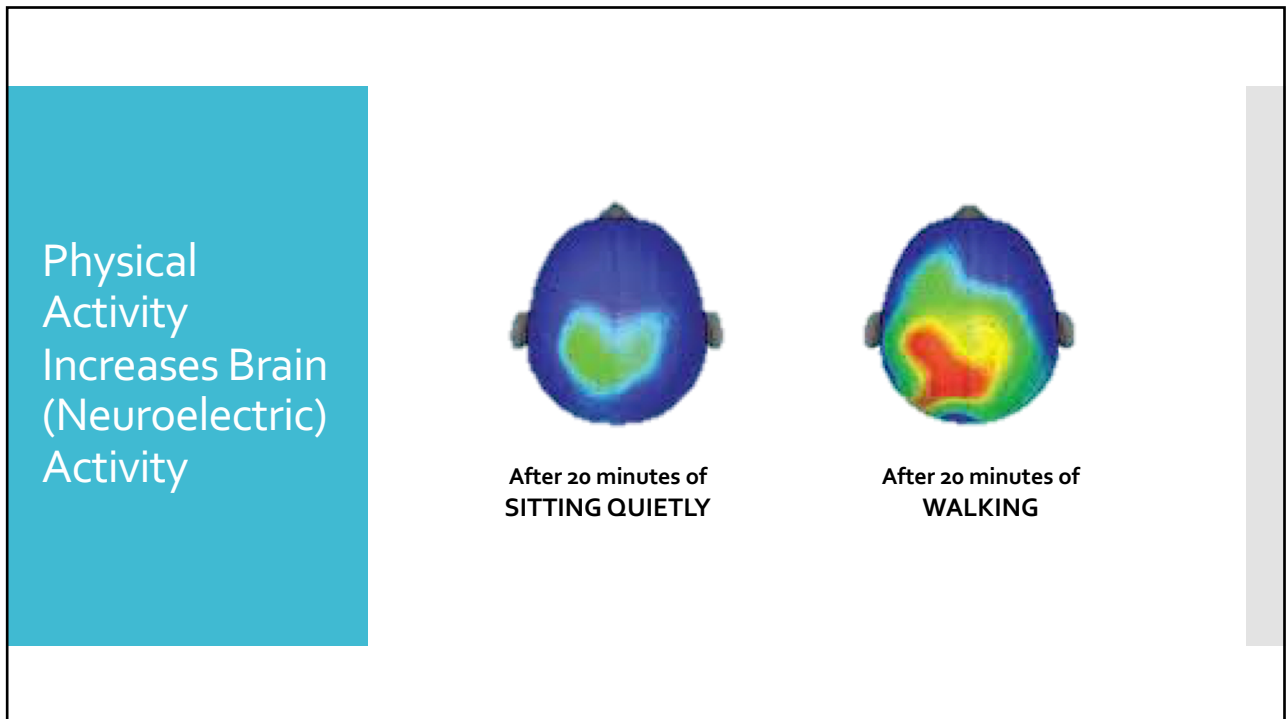 Physical
Activity
Increases Brain
(Neuroelectric)
Activity
After 20 minutes of
SITTING QUIETLY
After 20 minutes of
WALKING